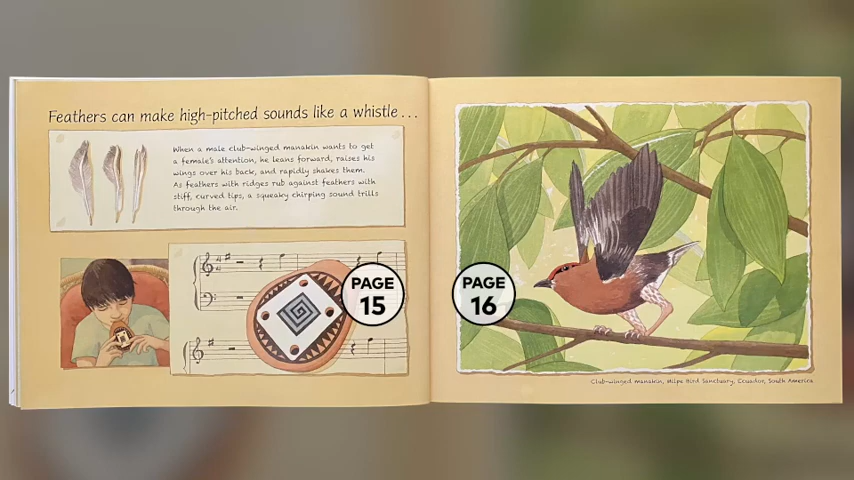 Feathers can make high-pitched sounds like a whistle...
When a male club-winged manakin wants to get
a female's attention, he leans forward, raises his
wings over his back, and rapidly shakes them.
As feathers with ridges rub against feathers with
stiff, curved tips, a squeaky chirping sound trills
through the air.
PAGE
15
PAGE
16
Club-winged manakin, Milpe Bird Sanctuary, Ecuador, South America